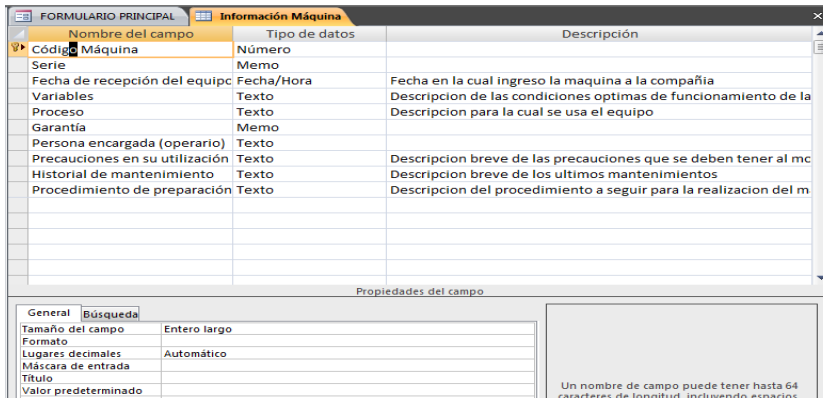 FORMULARIO PRINCIPAL Información Máquina
Nombre del campo Tipo de datos Descripción
Código Máquina Número
Serie Memo
Fecha de recepción del equipo Fecha/Hora Fecha en la cual ingreso la maquina a la compañia
Variables Texto Descripcion de las condiciones optimas de funcionamiento de la
Proceso Texto Descripcion para la cual se usa el equipo
Garantía Memo
Persona encargada (operario) Texto
Precauciones en su utilización Texto Descripcion breve de las precauciones que se deben tener al mo
Historial de mantenimiento Texto Descripcion breve de los ultimos mantenimientos
Procedimiento de preparación Texto Descripcion del procedimiento a seguir para la realizacion del m
Propiedades del campo
General Búsqueda
Tamaño del campo Entero largo
Formato
Lugares decimales Automático
Máscara de entrada
Título
Valor predeterminado
Un nombre de campo puede tener hasta 64
caracteres de longitud, incluyendo espacios.